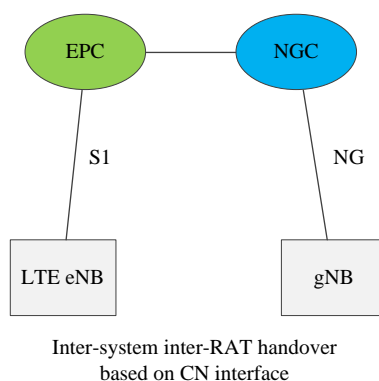 EPC
NGC
S1
NG
LTE eNB
gNB
Inter-system inter-RAT handover
based on CN interface